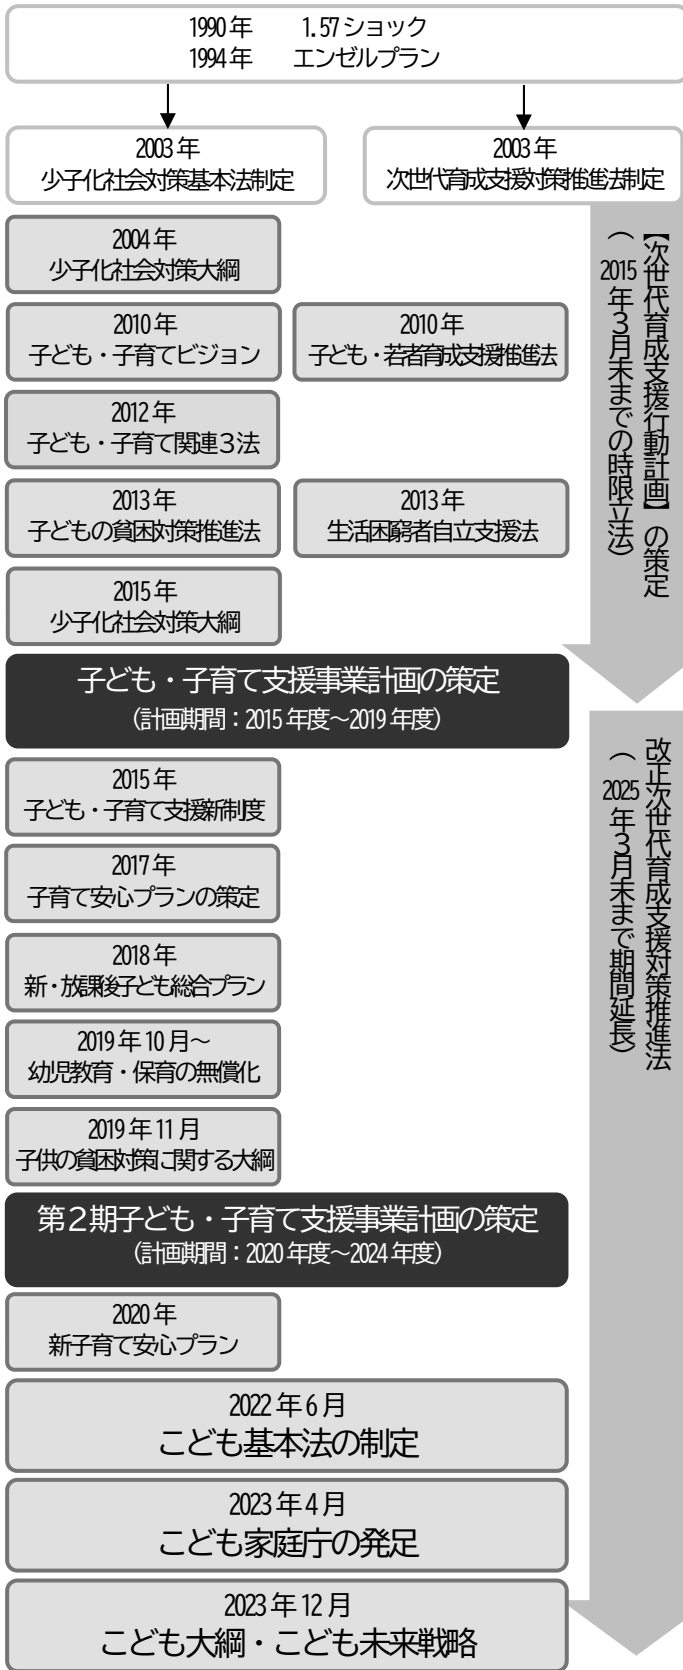 1990年 1.57ショック
1994年 エンゼルプラン
2003年
少子化社会対策基本法制定
2003年
次世代育成支援対策推進法制定
2004年
少子化社会対策大綱
2010年
子ども・子育てビジョン
2010年
子ども・若者育成支援推進法
2012年
子ども・子育て関連3法
2013年
子どもの貧困対策推進法
2013年
生活困窮者自立支援法
2015年
少子化社会対策大綱
【次世代育成支援行動計画】の策定
(2015年3月末までの時限立法)
子ども・子育て支援事業計画の策定
(計画期間:2015年度~2019年度)
2015年
子ども・子育て支援新制度
2017年
子育て安心プランの策定
2018年
新・放課後子ども総合プラン
2019年10月~
幼児教育・保育の無償化
2019年11月
子供の貧困対策に関する大綱
第2期子ども・子育て支援事業計画の策定
(計画期間:2020年度~2024年度)
2020年
新子育て安心プラン
2022年6月
こども基本法の制定
2023年4月
こども家庭庁の発足
2023年12月
こども大綱・こども未来戦略
改正次世代育成支援対策推進法
(2025年3月末まで期間延長)